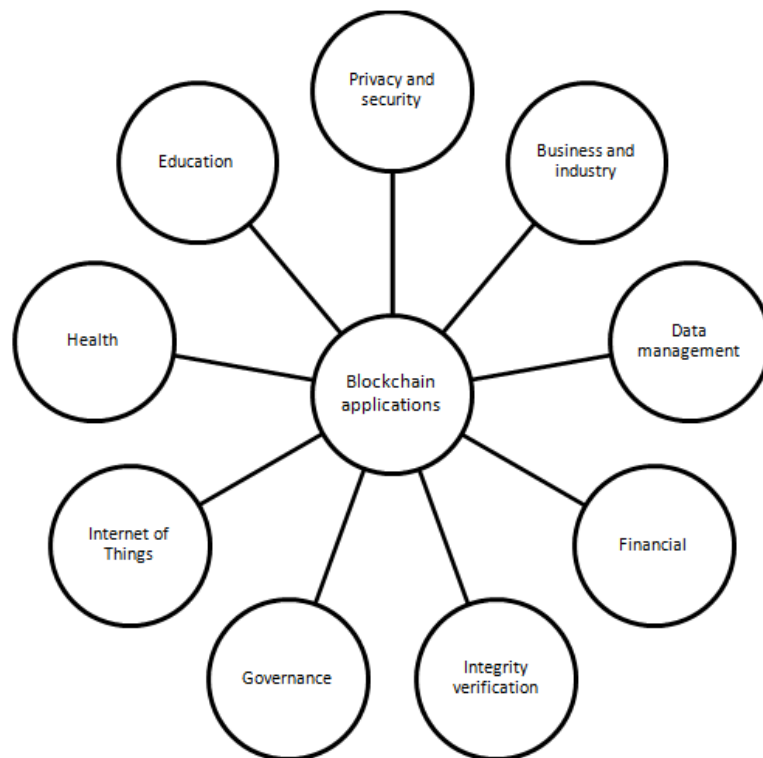 Privacy and
security
Business and
industry
Data
management
Financial
Integrity
verification
Governance
Internet of
Things
Health
Education
Blockchain
applications